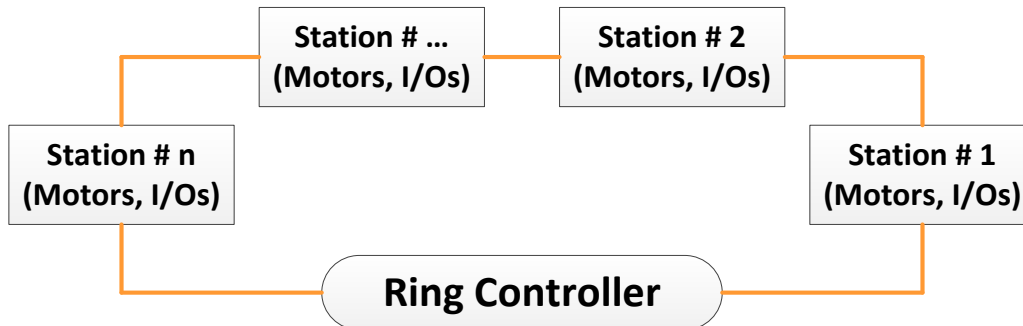 Station # ...
(Motors, I/Os)
Station # 2
(Motors, I/Os)
Station # n
(Motors, I/Os)
Station # 1
(Motors, I/Os)
Ring Controller